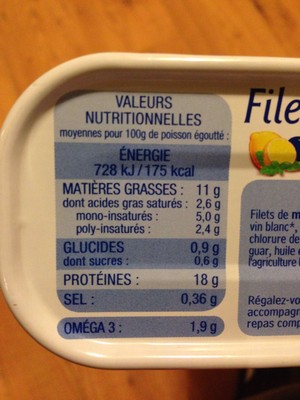 VALEURS
NUTRITIONNELLES
moyennes pour 100g de poisson égoutté :
ÉNERGIE
728 kJ / 175 kcal
MATIÈRES GRASSES : 11 g
dont acides gras saturés : 2,6 g
mono-insaturés : 5,0 g
poly-insaturés : 2,4 g
GLUCIDES 0,9 g
dont sucres : 0,6 g
PROTÉINES : 18 g
SEL : 0,36 g
OMÉGA 3 : 1,9 g
File
Filets de m
vin blanc*,
chlorure de
guar, huile
l'agriculture
Régalez-vo
accompagn
repas comp